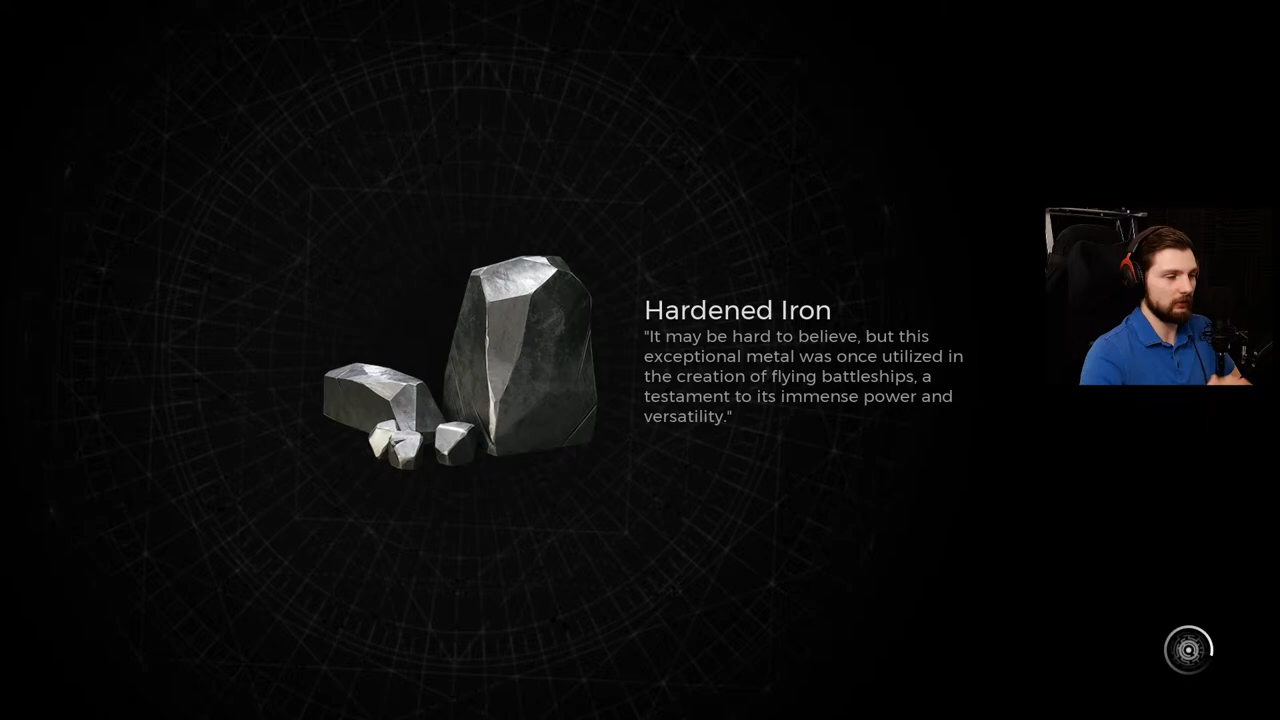 Hardened Iron
"It may be hard to believe, but this
exceptional metal was once utilized in
the creation of flying battleships, a
testament to its immense power and
versatility."